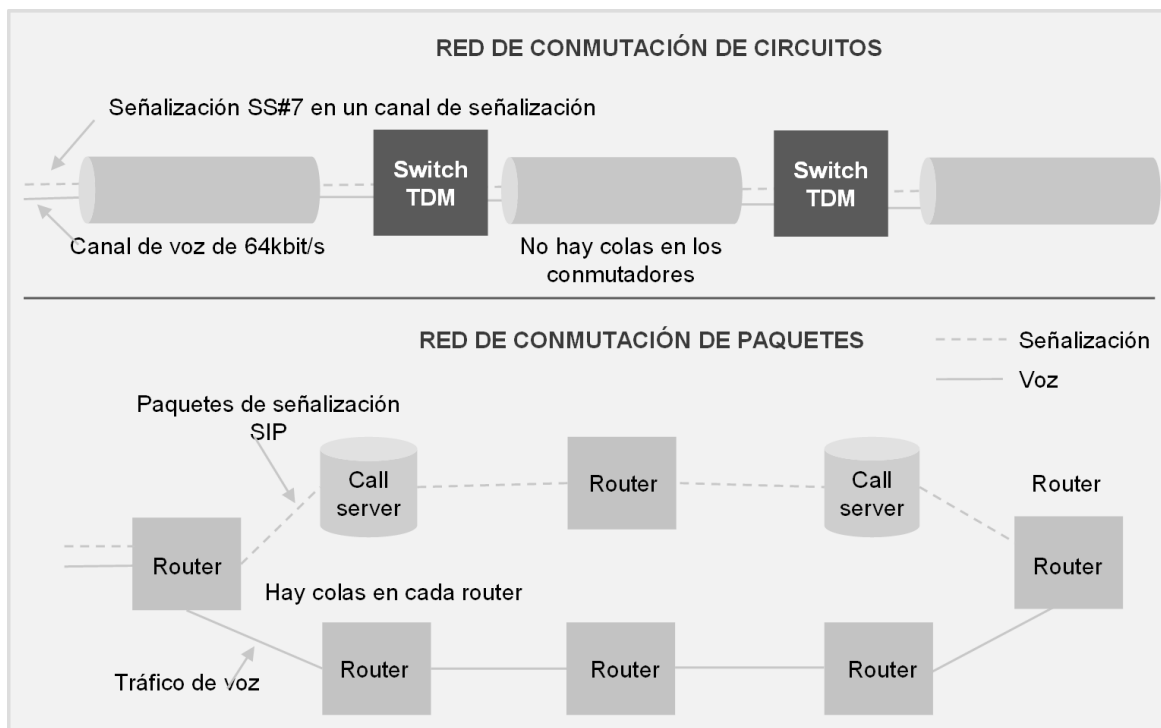 RED DE CONMUTACIÓN DE CIRCUITOS
Señalización SS#7 en un canal de señalización
Switch
TDM
Switch
TDM
Canal de voz de 64kbit/s
No hay colas en los
conmutadores
RED DE CONMUTACIÓN DE PAQUETES
Señalización
Voz
Paquetes de señalización
SIP
Call
server
Router
Call
server
Router
Router
Router
Hay colas en cada router
Router
Router
Router
Tráfico de voz